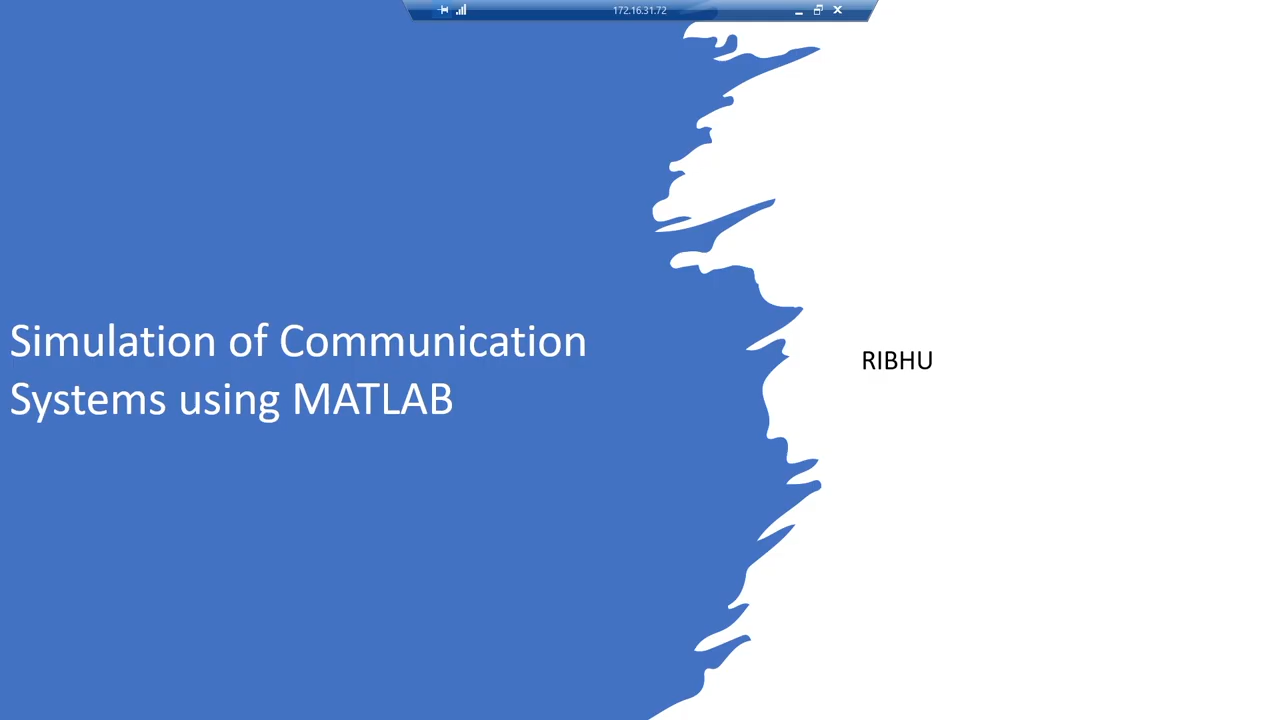 172.16.31.72
Simulation of Communication
Systems using MATLAB
RIBHU